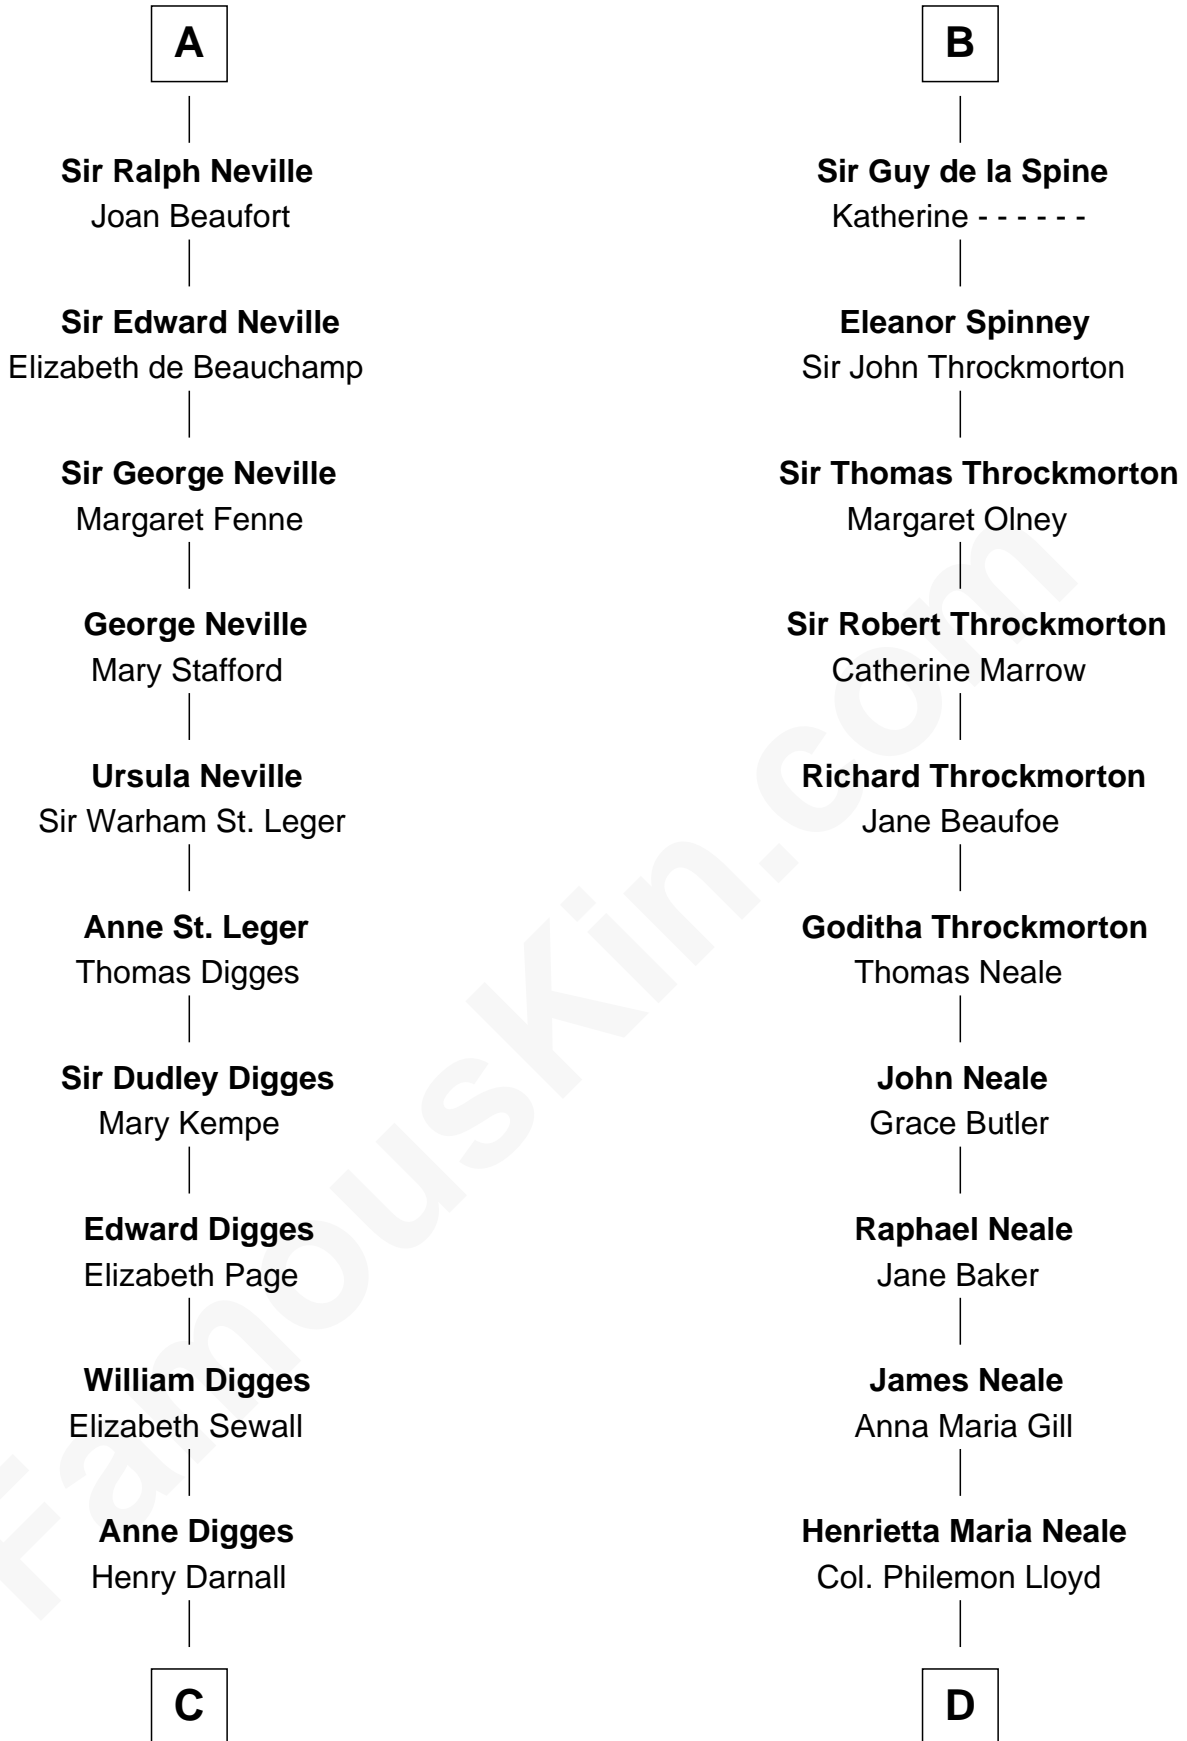 A
Sir Ralph Neville
Joan Beaufort
Sir Edward Neville
Elizabeth de Beauchamp
Sir George Neville
Margaret Fenne
George Neville
Mary Stafford
Ursula Neville
Sir Warham St. Leger
Anne St. Leger
Thomas Digges
Sir Dudley Digges
Mary Kempe
Edward Digges
Elizabeth Page
William Digges
Elizabeth Sewall
Anne Digges
Henry Darnall
C
B
Sir Guy de la Spine
Katherine - - - - - -
Eleanor Spinney
Sir John Throckmorton
Sir Thomas Throckmorton
Margaret Olney
Sir Robert Throckmorton
Catherine Marrow
Richard Throckmorton
Jane Beaufoe
Goditha Throckmorton
Thomas Neale
John Neale
Grace Butler
Raphael Neale
Jane Baker
James Neale
Anna Maria Gill
Henrietta Maria Neale
Col. Philemon Lloyd
D
FamousKin.com